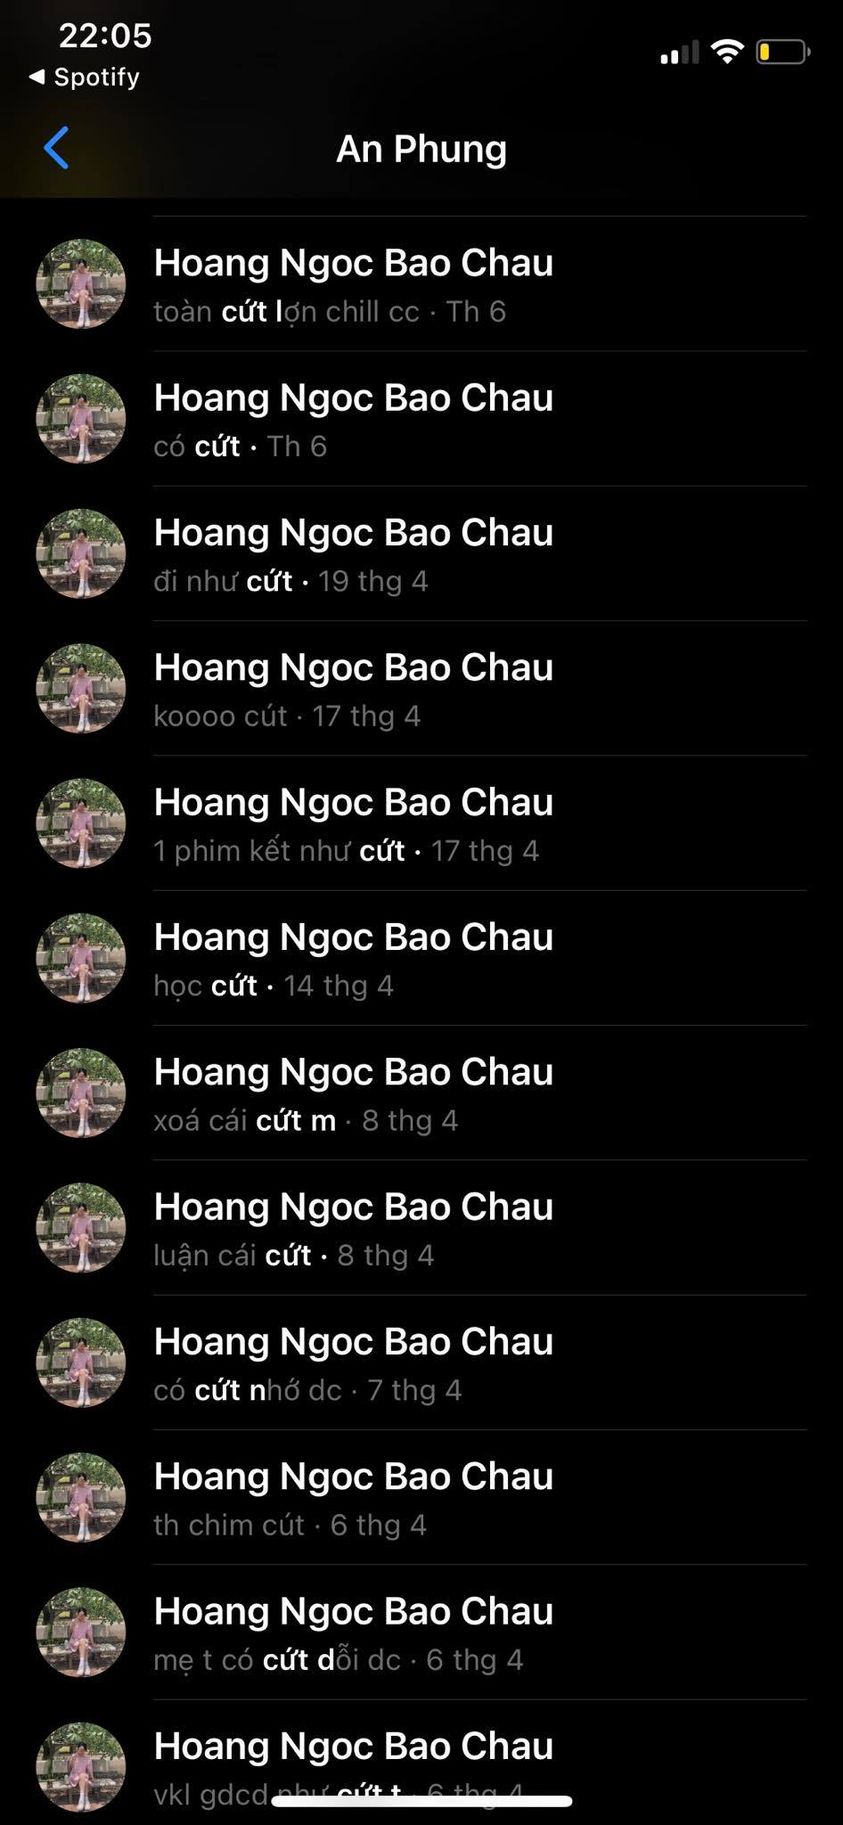 22:05
◀ Spotify
An Phung
Hoang Ngoc Bao Chau
toàn cứt lợn chill cc · Th 6
Hoang Ngoc Bao Chau
có cứt · Th 6
Hoang Ngoc Bao Chau
đi như cứt · 19 thg 4
Hoang Ngoc Bao Chau
koooo cút · 17 thg 4
Hoang Ngoc Bao Chau
1 phim kết như cứt · 17 thg 4
Hoang Ngoc Bao Chau
học cứt · 14 thg 4
Hoang Ngoc Bao Chau
xoá cái cứt m · 8 thg 4
Hoang Ngoc Bao Chau
luận cái cứt · 8 thg 4
Hoang Ngoc Bao Chau
có cứt nhớ dc · 7 thg 4
Hoang Ngoc Bao Chau
th chim cút · 6 thg 4
Hoang Ngoc Bao Chau
mẹ t có cứt dỗi dc · 6 thg 4
Hoang Ngoc Bao Chau
vkl gdcd như cứt t · 6 thg 4